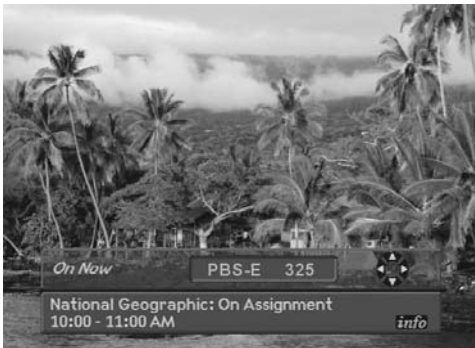 On Now
PBS-E 325
National Geographic: On Assignment
10:00 - 11:00 AM
info